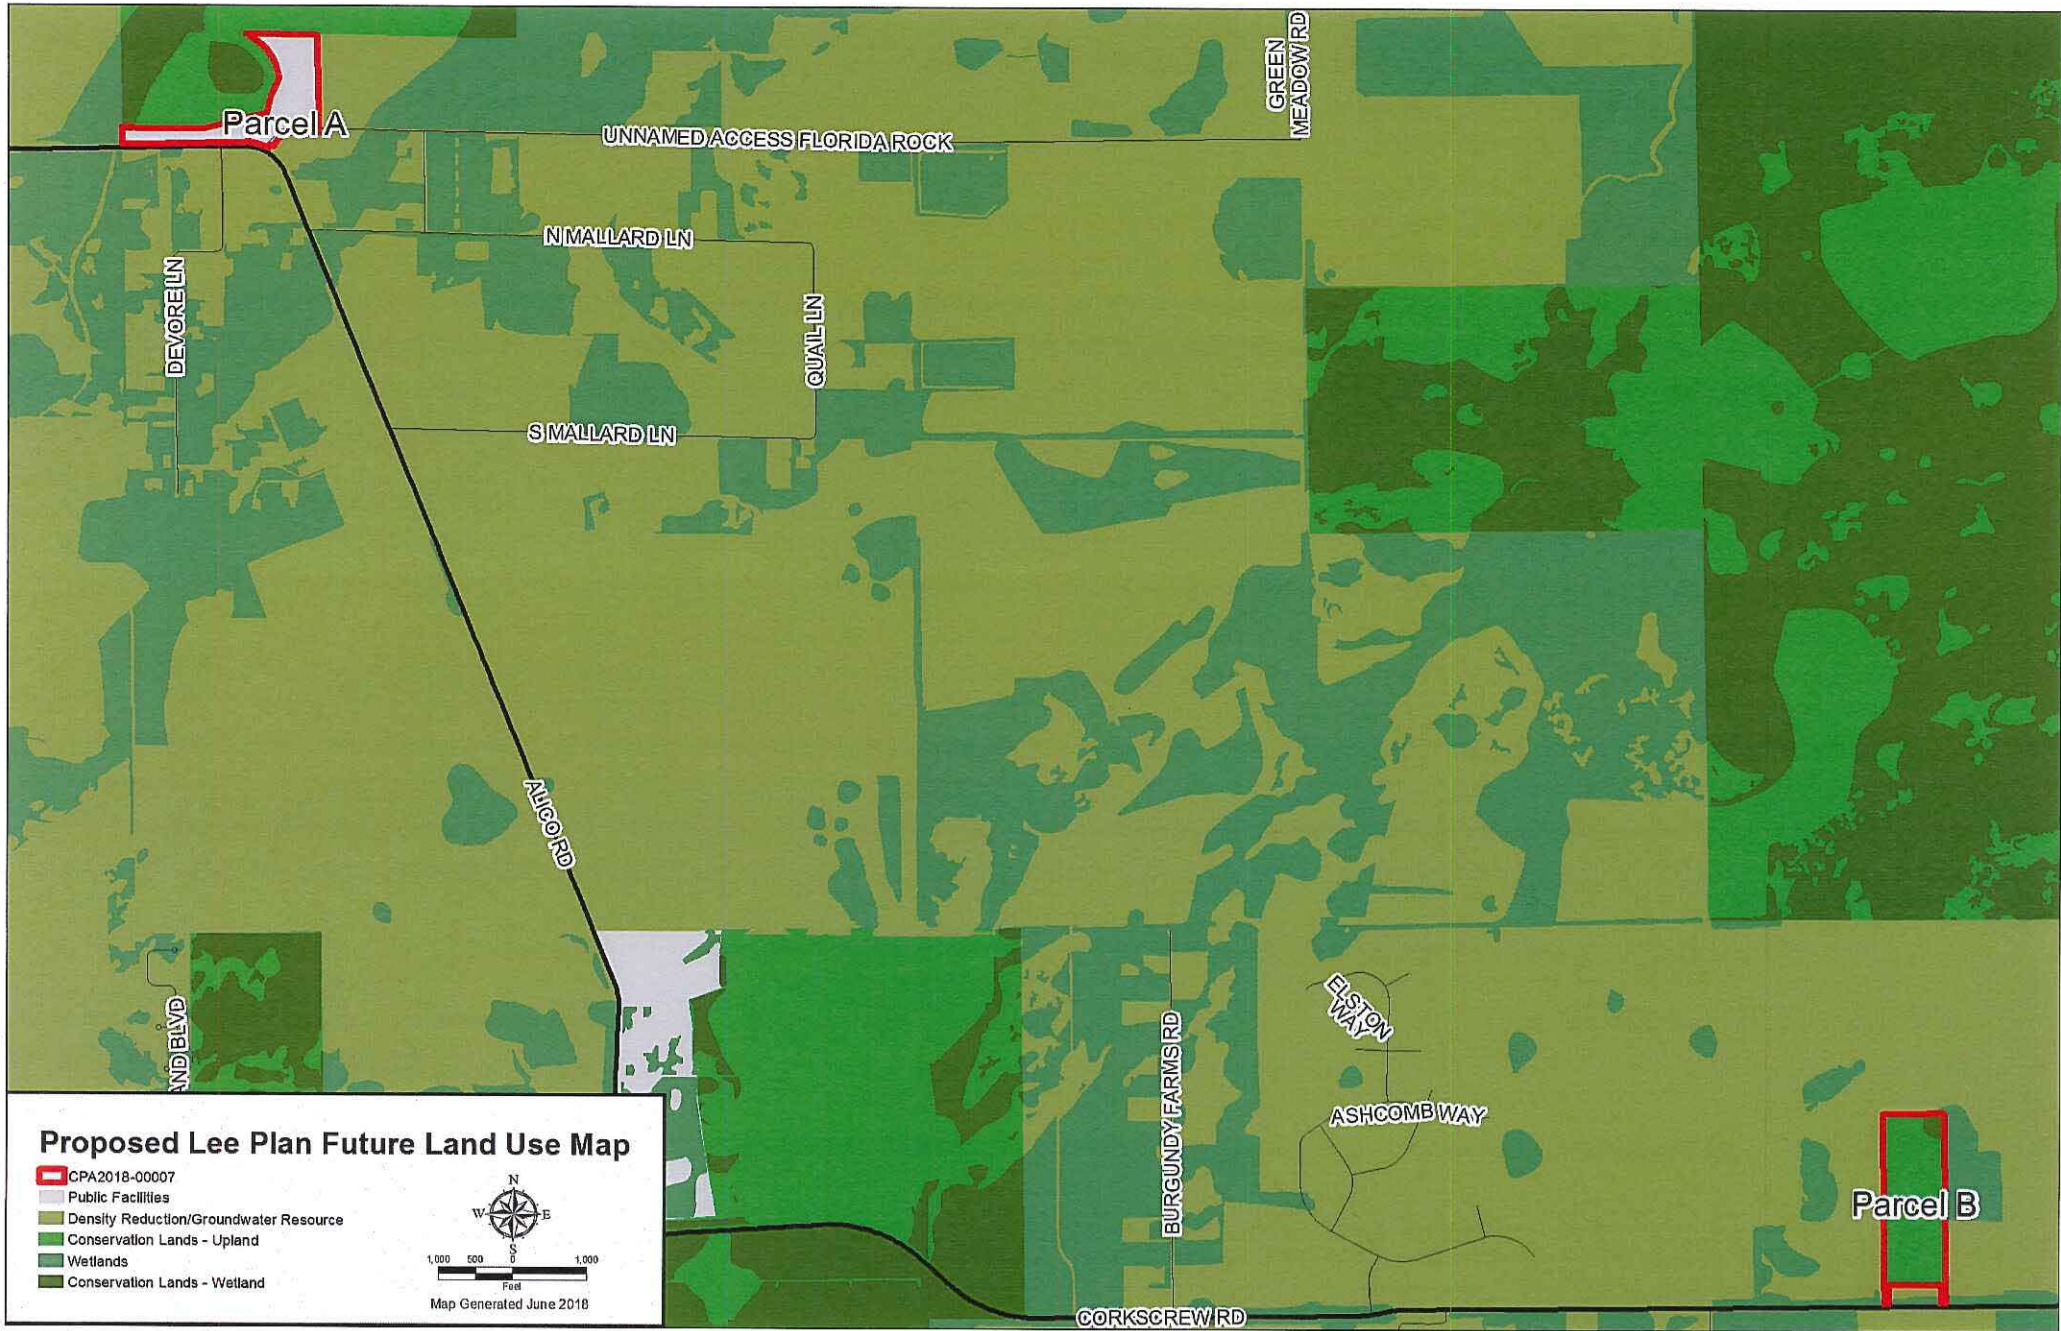 GREEN
MEADOW RD
Parcel A
UNNAMED ACCESS FLORIDA ROCK
N MALLARD LN
DEVORE LN
QUAIL LN
S MALLARD LN
ALICO RD
AND BLVD
ELSTON
WAY
BURGUNDY FARMS RD
ASHCOMB WAY
Parcel B
CORKSCREW RD
Proposed Lee Plan Future Land Use Map
CPA2018-00007
Public Facilities
Density Reduction/Groundwater Resource
Conservation Lands - Upland
Wetlands
Conservation Lands - Wetland
N
W E
S
1,000 500 0 1,000
Feet
Map Generated June 2018